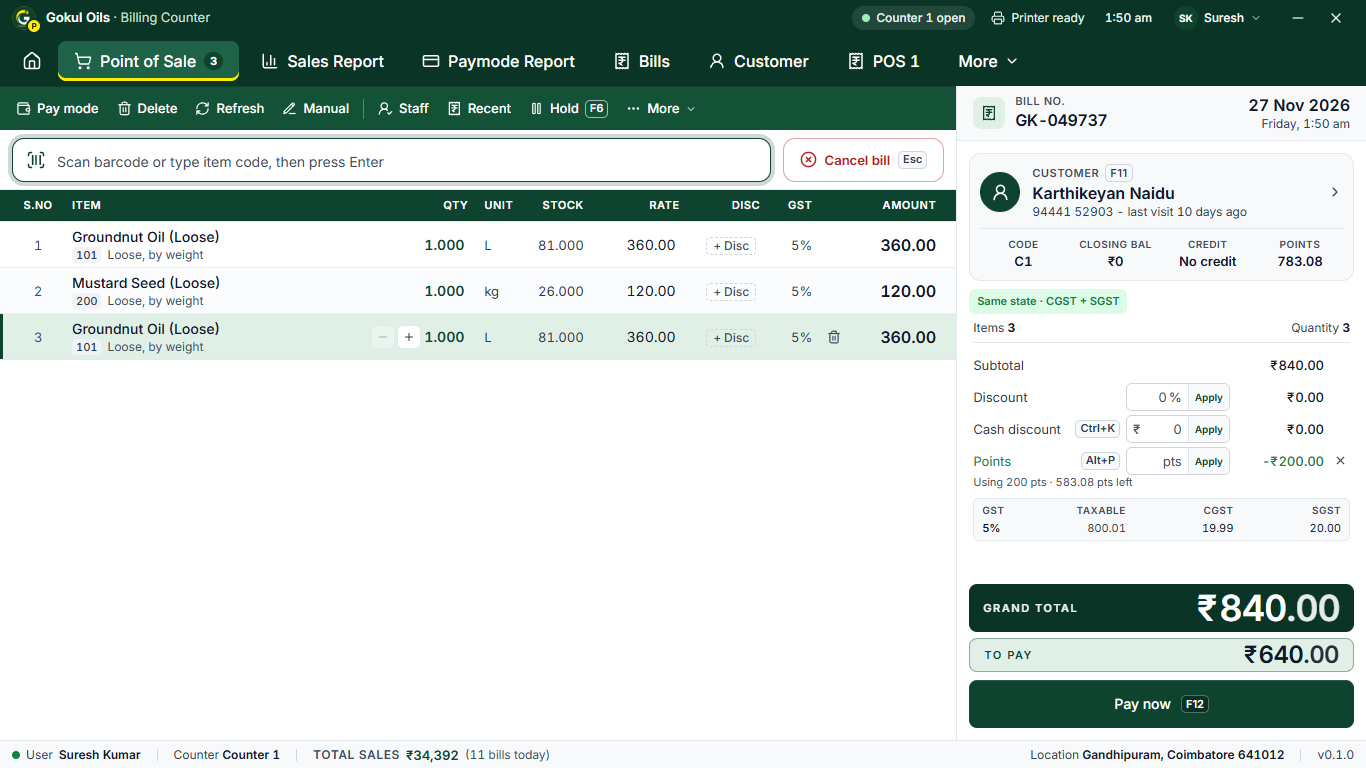 Gokul Oils · Billing Counter
Counter 1 open
Printer ready
1:50 am
SK Suresh
Point of Sale 3
Sales Report
Paymode Report
Bills
Customer
POS 1
More
Pay mode
Delete
Refresh
Manual
Staff
Recent
Hold F6
More
Scan barcode or type item code, then press Enter
Cancel bill Esc
S.NO ITEM QTY UNIT STOCK RATE DISC GST AMOUNT
1 Groundnut Oil (Loose) 1.000 L 81.000 360.00 + Disc 5% 360.00
101 Loose, by weight
2 Mustard Seed (Loose) 1.000 kg 26.000 120.00 + Disc 5% 120.00
200 Loose, by weight
3 Groundnut Oil (Loose) − + 1.000 L 81.000 360.00 + Disc 5% 360.00
101 Loose, by weight
BILL NO.
GK-049737
27 Nov 2026
Friday, 1:50 am
CUSTOMER F11
Karthikeyan Naidu
94441 52903 - last visit 10 days ago
CODE CLOSING BAL CREDIT POINTS
C1 ₹0 No credit 783.08
Same state · CGST + SGST
Items 3 Quantity 3
Subtotal ₹840.00
Discount 0 % Apply ₹0.00
Cash discount Ctrl+K ₹ 0 Apply ₹0.00
Points Alt+P pts Apply -₹200.00
Using 200 pts · 583.08 pts left
GST TAXABLE CGST SGST
5% 800.01 19.99 20.00
GRAND TOTAL ₹840.00
TO PAY ₹640.00
Pay now F12
User Suresh Kumar
Counter Counter 1
TOTAL SALES ₹34,392 (11 bills today)
Location Gandhipuram, Coimbatore 641012
v0.1.0